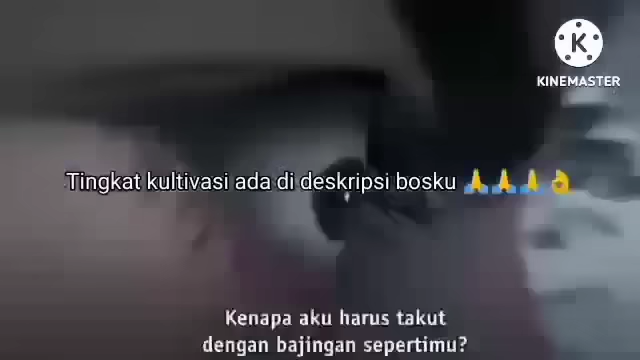 KINEMASTER
Tingkat kultivasi ada di deskripsi bosku 🙏🙏🙏👌
Kenapa aku harus takut
dengan bajingan sepertimu?